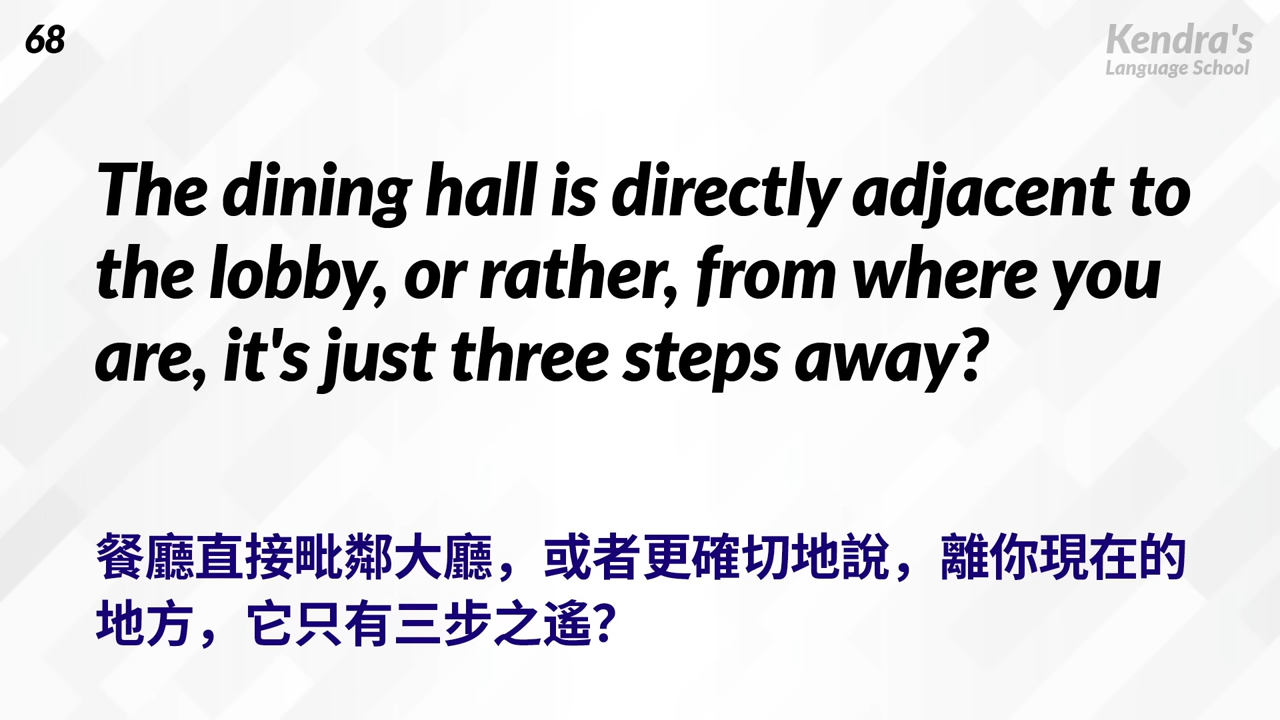 68
Kendra's
Language School
The dining hall is directly adjacent to
the lobby, or rather, from where you
are, it's just three steps away?
餐廳直接毗鄰大廳，或者更確切地說，離你現在的
地方，它只有三步之遙？